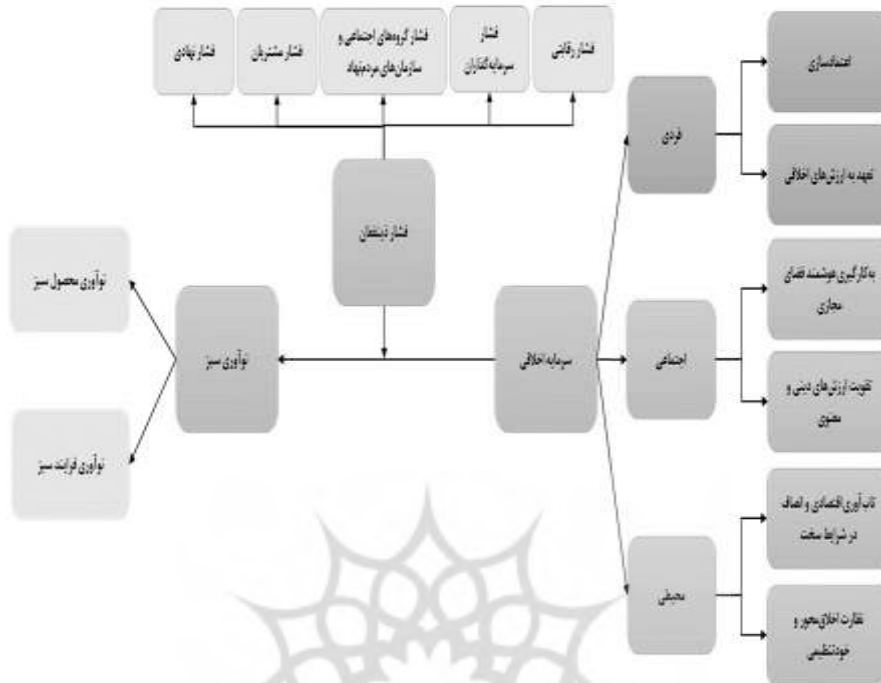 فشار رقابتی
فشار
سرمایه‌گذاران
فشار گروه‌های اجتماعی و
سازمان‌های مردم‌نهاد
فشار مشتریان
فشار نهادی
اعتمادسازی
فردی
تعهد به ارزش‌های اخلاقی
فشار ذینفعان
به‌کارگیری هوشمند فضای
مجازی
نوآوری محصول سبز
اجتماعی
سرمایه اخلاقی
نوآوری سبز
تقویت ارزش‌های دینی و
معنوی
نوآوری فرایند سبز
تاب‌آوری اقتصادی و انصاف
در شرایط سخت
محیطی
نظارت اخلاق‌محور و
خودتنظیمی